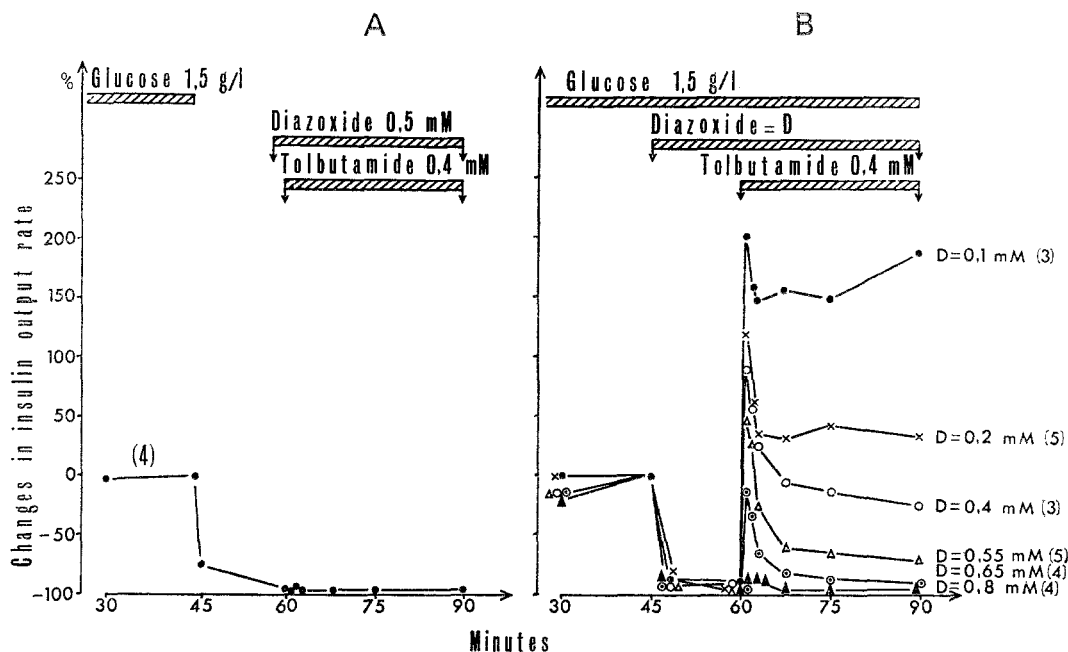 A
B
% Glucose 1,5 g/l
Diazoxide 0,5 mM
Tolbutamide 0,4 mM
250
200
150
100
50
0
-50
-100
(4)
30 45 60 75 90
Changes in insulin output rate
Glucose 1,5 g/l
Diazoxide = D
Tolbutamide 0,4 mM
D=0,1 mM (3)
D=0,2 mM (5)
D=0,4 mM (3)
D=0,55 mM (5)
D=0,65 mM (4)
D=0,8 mM (4)
30 45 60 75 90
Minutes